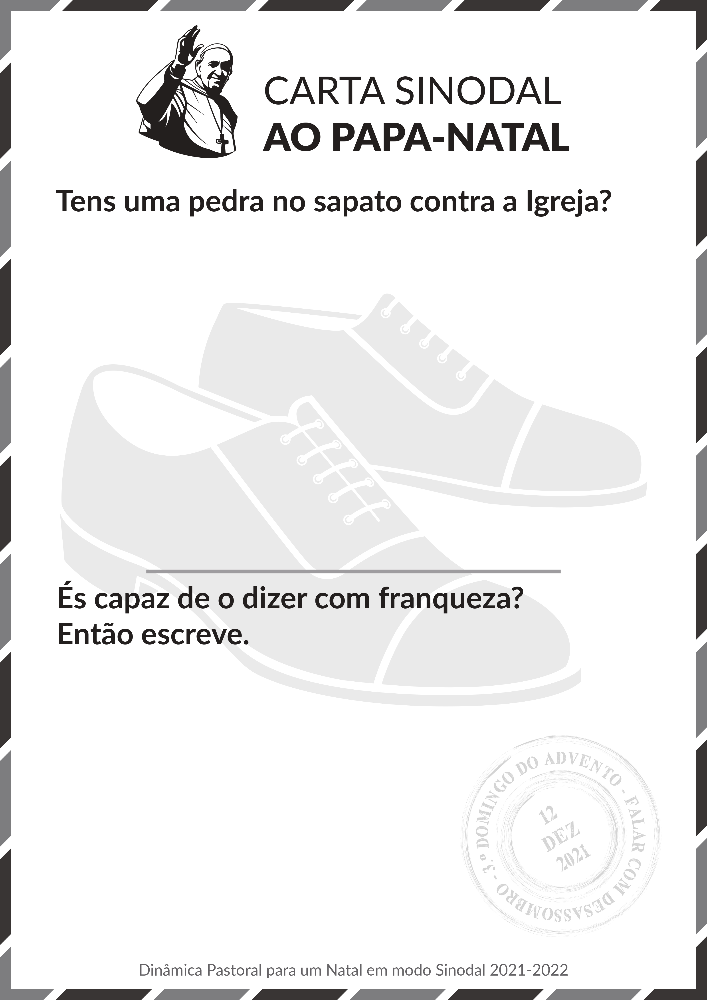 CARTA SINODAL
AO PAPA-NATAL
Tens uma pedra no sapato contra a Igreja?
És capaz de o dizer com franqueza?
Então escreve.
3.º DOMINGO DO ADVENTO - FALAR COM DESASSOMBRO -
12
DEZ
2021
Dinâmica Pastoral para um Natal em modo Sinodal 2021-2022